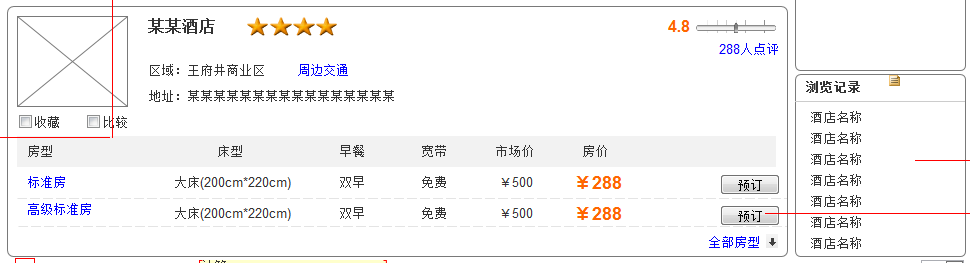 某某酒店
4.8
288人点评
区域：王府井商业区 周边交通
地址：某某某某某某某某某某某某某某某某
收藏 比较
房型 床型 早餐 宽带 市场价 房价
标准房 大床(200cm*220cm) 双早 免费 ￥500 ￥288 预订
高级标准房 大床(200cm*220cm) 双早 免费 ￥500 ￥288 预订
全部房型
浏览记录
酒店名称
酒店名称
酒店名称
酒店名称
酒店名称
酒店名称
酒店名称